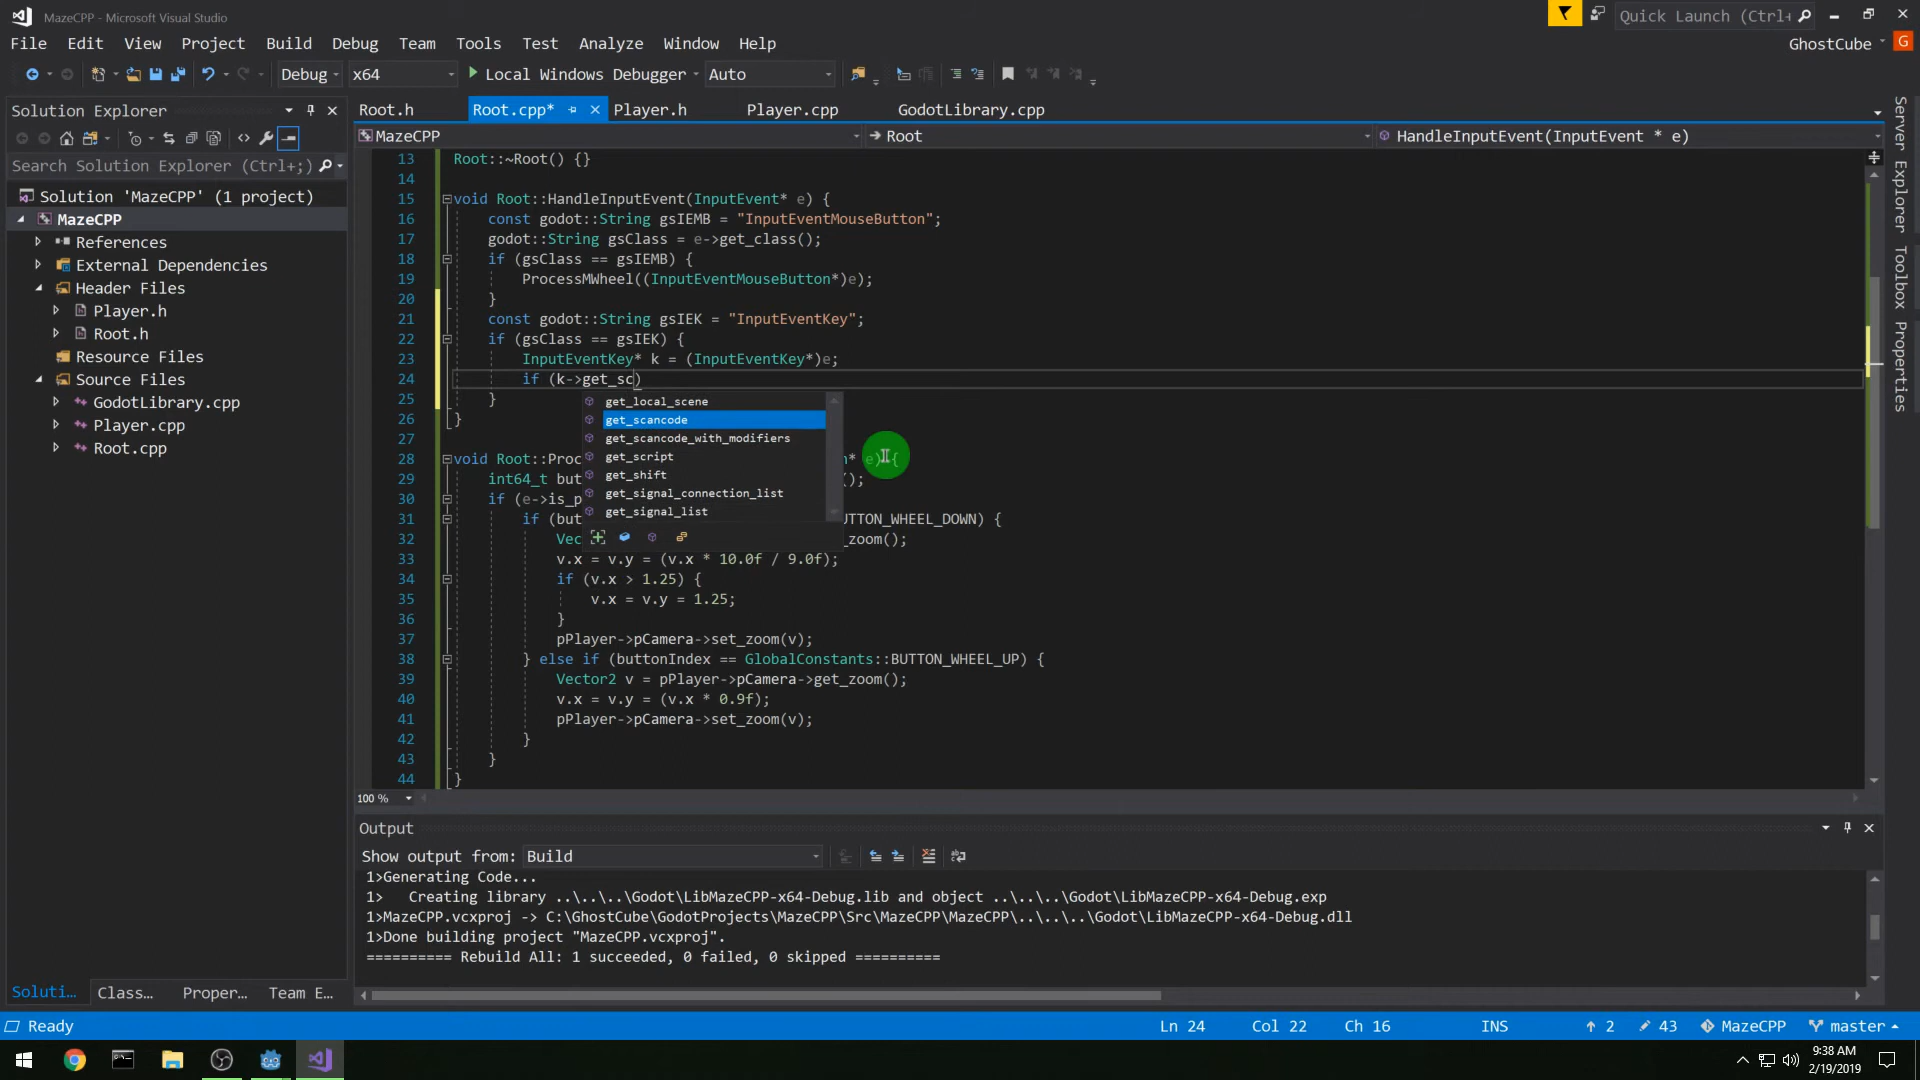 MazeCPP - Microsoft Visual Studio
Quick Launch (Ctrl+
File Edit View Project Build Debug Team Tools Test Analyze Window Help
GhostCube G
Debug x64 Local Windows Debugger Auto
Solution Explorer
Root.h Root.cpp* Player.h Player.cpp GodotLibrary.cpp
MazeCPP Root HandleInputEvent(InputEvent * e)
Search Solution Explorer (Ctrl+;)
Solution 'MazeCPP' (1 project)
MazeCPP
References
External Dependencies
Header Files
Player.h
Root.h
Resource Files
Source Files
GodotLibrary.cpp
Player.cpp
Root.cpp
13 Root::~Root() {}
14
15 void Root::HandleInputEvent(InputEvent* e) {
16 const godot::String gsIEMB = "InputEventMouseButton";
17 godot::String gsClass = e->get_class();
18 if (gsClass == gsIEMB) {
19 ProcessMWheel((InputEventMouseButton*)e);
20 }
21 const godot::String gsIEK = "InputEventKey";
22 if (gsClass == gsIEK) {
23 InputEventKey* k = (InputEventKey*)e;
24 if (k->get_sc)
25 }
26 }
27
28 void Root::Proc * e) {
29 int64_t but ();
30 if (e->is_p
31 if (but UTTON_WHEEL_DOWN) {
32 Vec _zoom();
33 v.x = v.y = (v.x * 10.0f / 9.0f);
34 if (v.x > 1.25) {
35 v.x = v.y = 1.25;
36 }
37 pPlayer->pCamera->set_zoom(v);
38 } else if (buttonIndex == GlobalConstants::BUTTON_WHEEL_UP) {
39 Vector2 v = pPlayer->pCamera->get_zoom();
40 v.x = v.y = (v.x * 0.9f);
41 pPlayer->pCamera->set_zoom(v);
42 }
43 }
44 }
get_local_scene
get_scancode
get_scancode_with_modifiers
get_script
get_shift
get_signal_connection_list
get_signal_list
100 %
Server Explorer
Toolbox
Properties
Output
Show output from: Build
1>Generating Code...
1> Creating library ..\..\..\Godot\LibMazeCPP-x64-Debug.lib and object ..\..\..\Godot\LibMazeCPP-x64-Debug.exp
1>MazeCPP.vcxproj -> C:\GhostCube\GodotProjects\MazeCPP\Src\MazeCPP\MazeCPP\..\..\..\Godot\LibMazeCPP-x64-Debug.dll
1>Done building project "MazeCPP.vcxproj".
========== Rebuild All: 1 succeeded, 0 failed, 0 skipped ==========
Soluti... Class... Proper... Team E...
Ready Ln 24 Col 22 Ch 16 INS 2 43 MazeCPP master
9:38 AM
2/19/2019